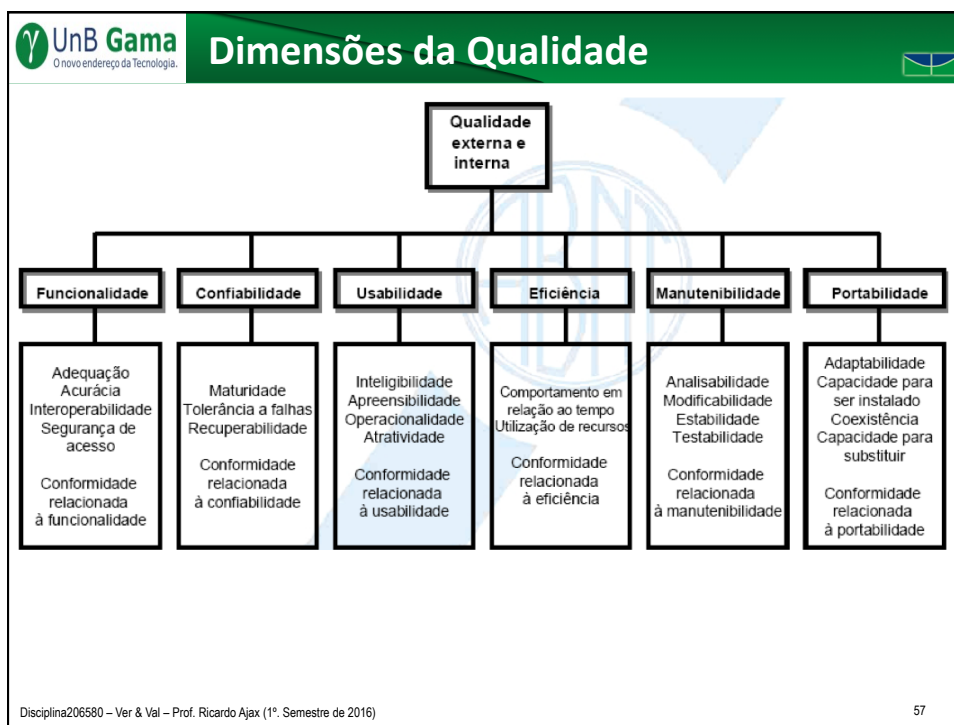 γ UnB Gama
O novo endereço da Tecnologia.
Dimensões da Qualidade
Qualidade
externa e
interna
Funcionalidade
Confiabilidade
Usabilidade
Eficiência
Manutenibilidade
Portabilidade
Adequação
Acurácia
Interoperabilidade
Segurança de
acesso
Conformidade
relacionada
à funcionalidade
Maturidade
Tolerância a falhas
Recuperabilidade
Conformidade
relacionada
à confiabilidade
Inteligibilidade
Apreensibilidade
Operacionalidade
Atratividade
Conformidade
relacionada
à usabilidade
Comportamento em
relação ao tempo
Utilização de recursos
Conformidade
relacionada
à eficiência
Analisabilidade
Modificabilidade
Estabilidade
Testabilidade
Conformidade
relacionada
à manutenibilidade
Adaptabilidade
Capacidade para
ser instalado
Coexistência
Capacidade para
substituir
Conformidade
relacionada
à portabilidade
ABNT
Disciplina206580 – Ver & Val – Prof. Ricardo Ajax (1º. Semestre de 2016)
57